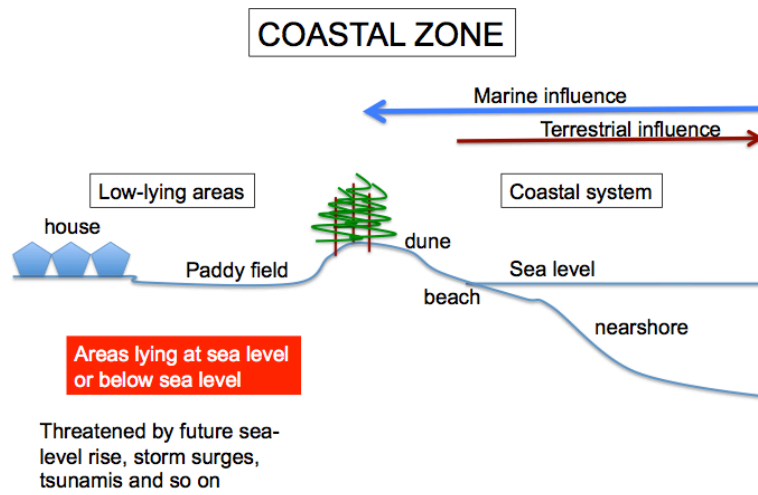 COASTAL ZONE
Marine influence
Terrestrial influence
Low-lying areas
Coastal system
house
dune
Paddy field
Sea level
beach
nearshore
Areas lying at sea level
or below sea level
Threatened by future sea-
level rise, storm surges,
tsunamis and so on